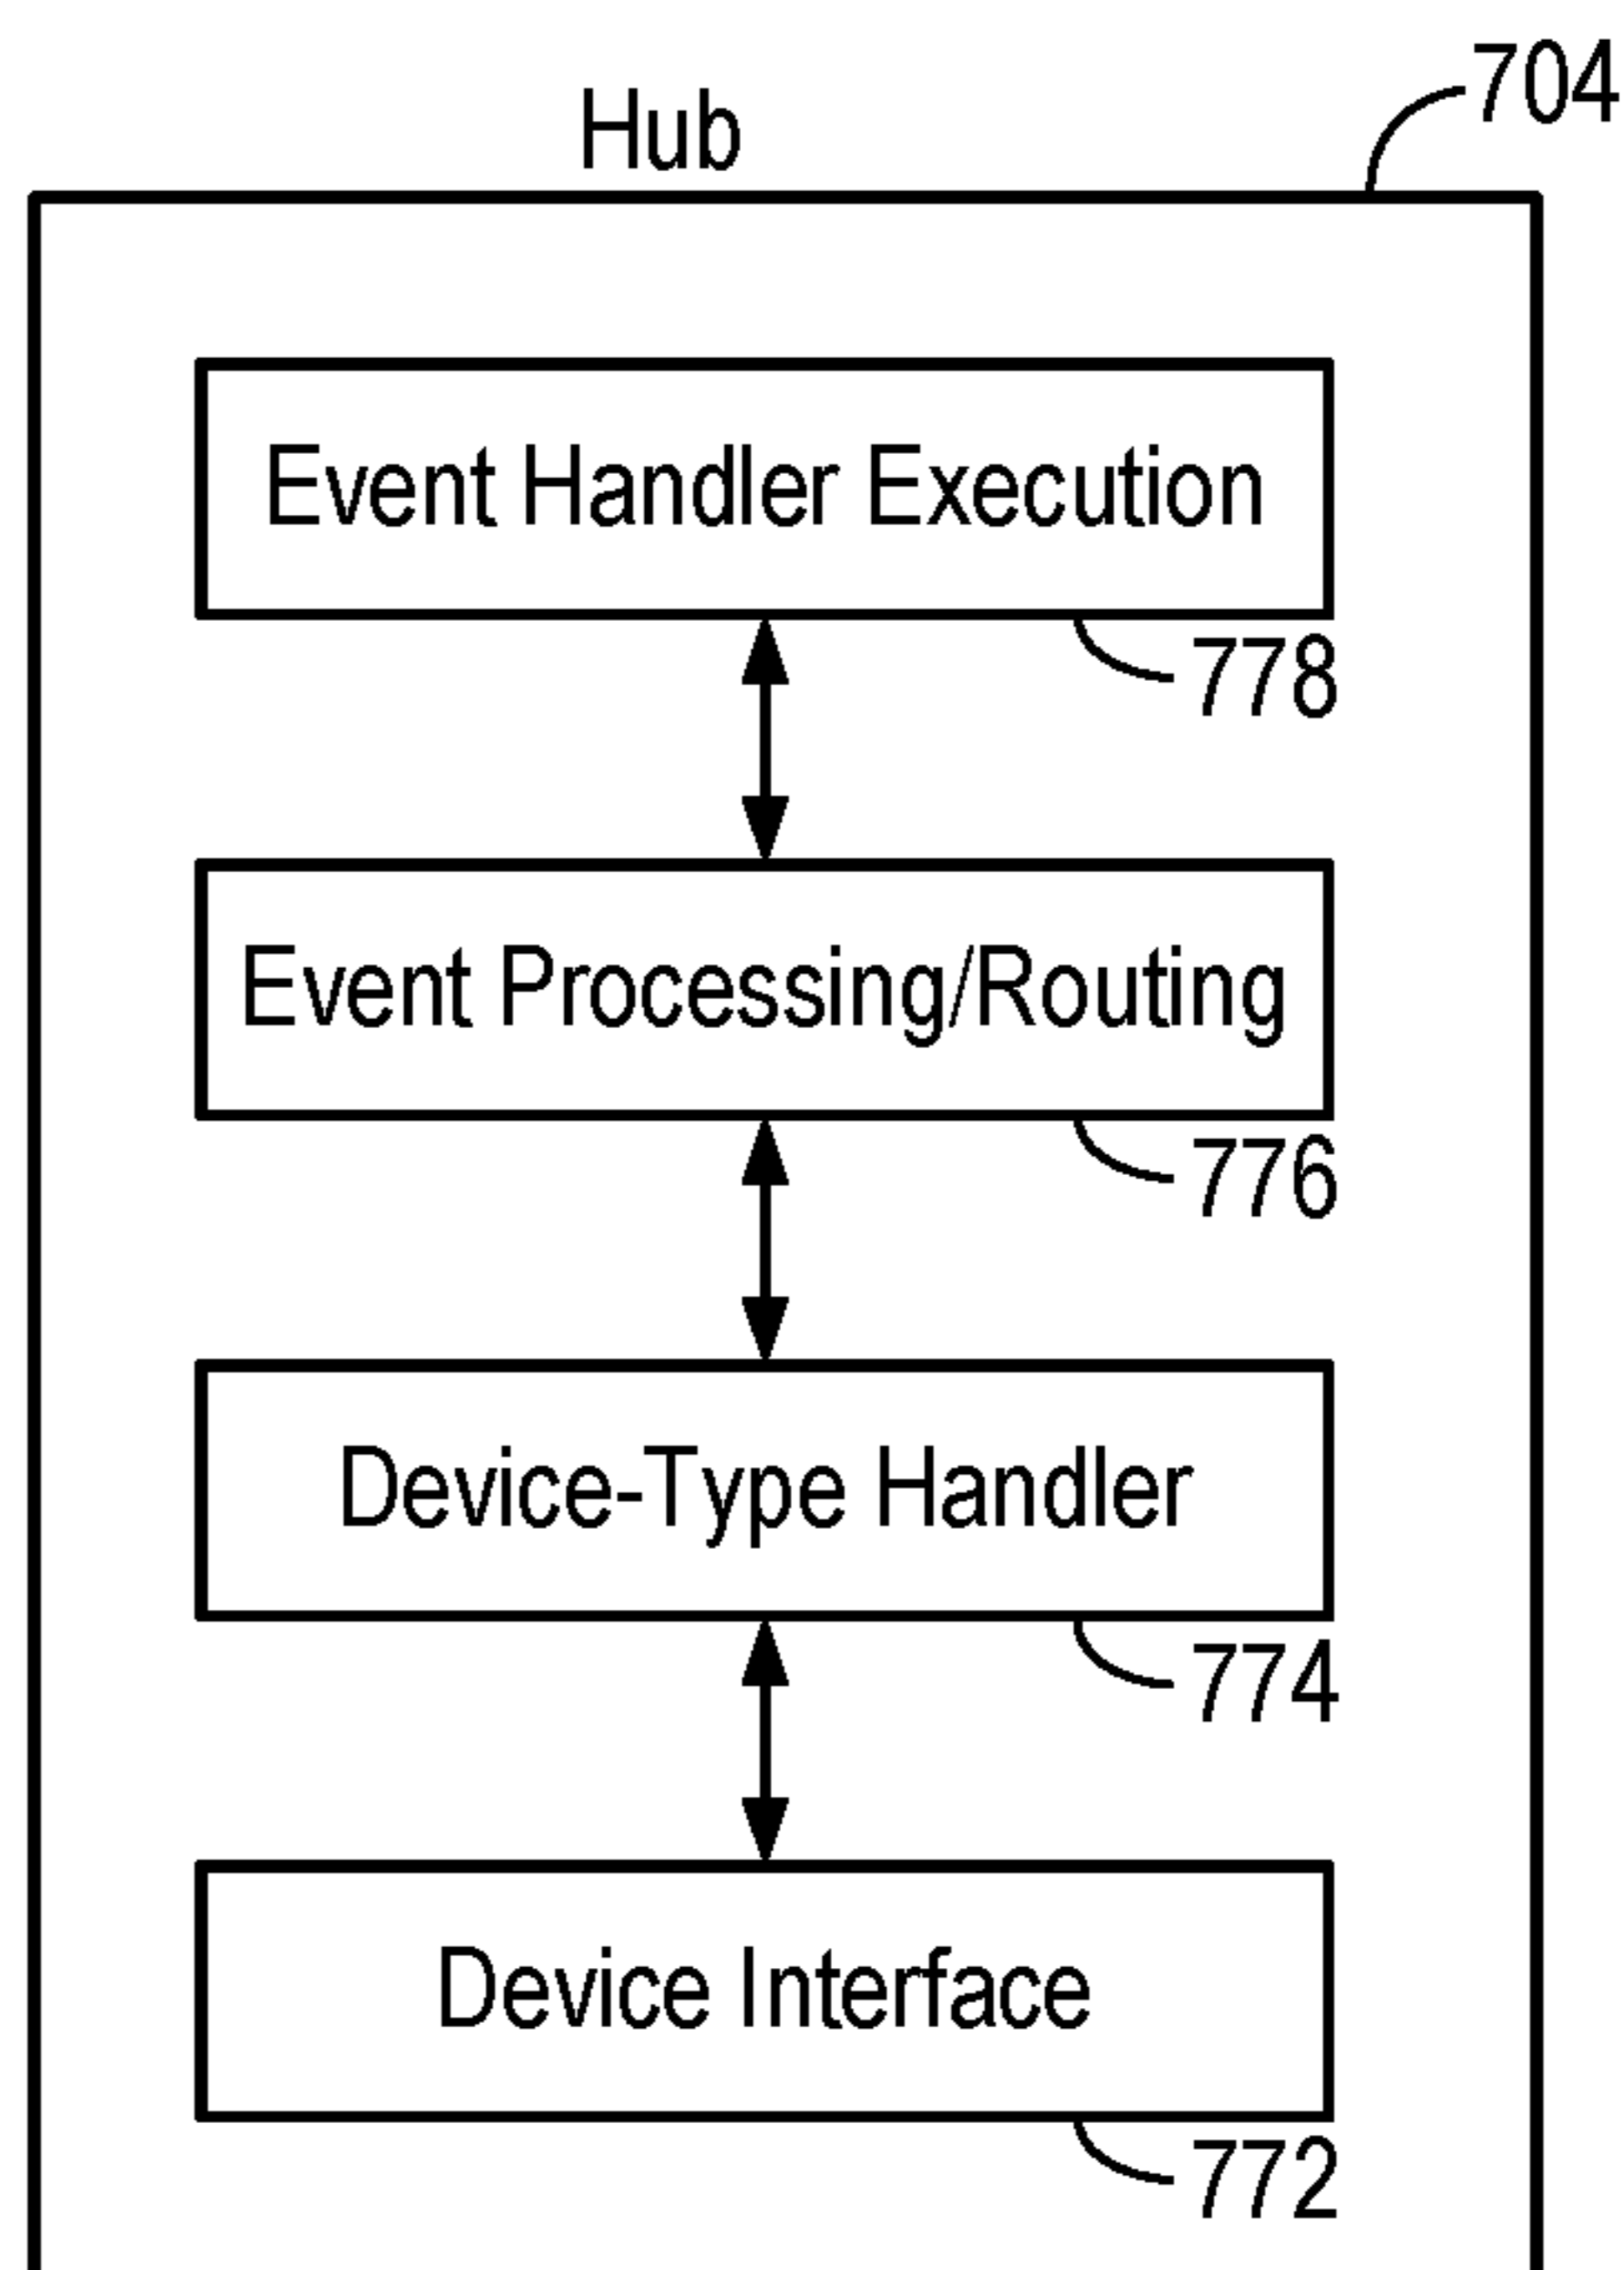 704
Hub
Event Handler Execution
778
Event Processing/Routing
776
Device-Type Handler
774
Device Interface
772